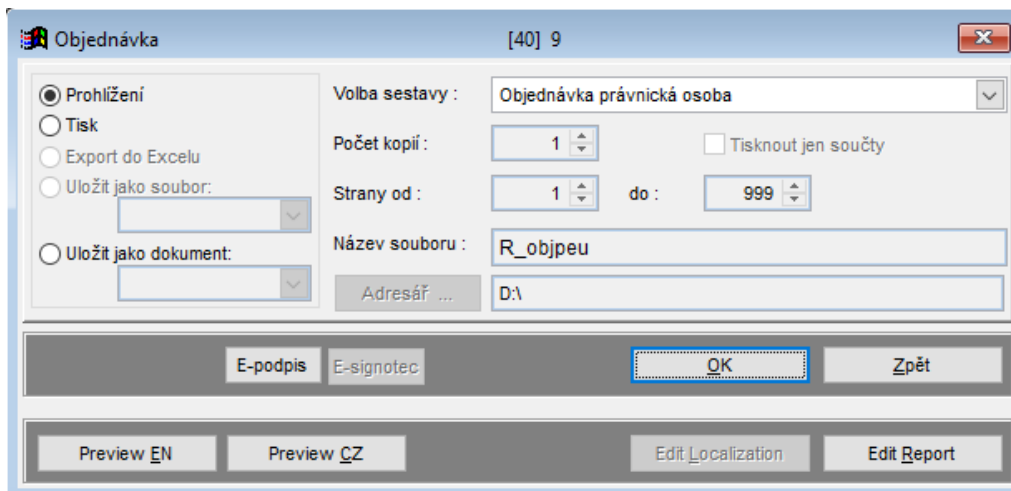 Objednávka [40] 9
Prohlížení
Tisk
Export do Excelu
Uložit jako soubor:
Uložit jako dokument:
Volba sestavy : Objednávka právnická osoba
Počet kopií : 1 Tisknout jen součty
Strany od : 1 do : 999
Název souboru : R_objpeu
Adresář ... D:\
E-podpis E-signotec OK Zpět
Preview EN Preview CZ Edit Localization Edit Report